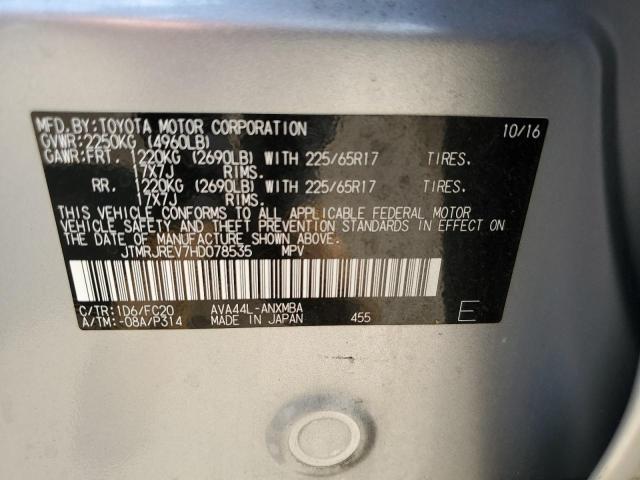 MFD. BY: TOYOTA MOTOR CORPORATION 10/16
GVWR: 2250KG (4960LB)
GAWR: FRT. 1220KG (2690LB) WITH 225/65R17 TIRES.
17X7J RIMS.
RR. 1220KG (2690LB) WITH 225/65R17 TIRES.
17X7J RIMS.
THIS VEHICLE CONFORMS TO ALL APPLICABLE FEDERAL MOTOR
VEHICLE SAFETY AND THEFT PREVENTION STANDARDS IN EFFECT ON
THE DATE OF MANUFACTURE SHOWN ABOVE.
JTMRJREV7HD078535 MPV
C/TR: 1D6/FC20 AVA44L-ANXMBA
A/TM: -08A/P314 MADE IN JAPAN 455 E